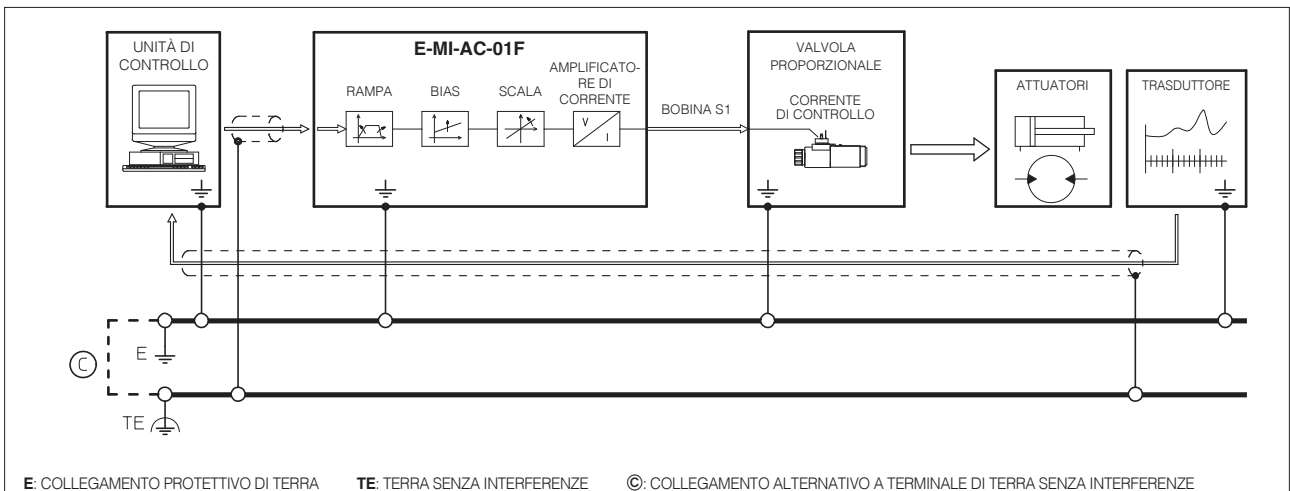 UNITÀ DI
CONTROLLO
E-MI-AC-01F
RAMPA
BIAS
SCALA
AMPLIFICATO-
RE DI
CORRENTE
V
I
BOBINA S1
VALVOLA
PROPORZIONALE
CORRENTE
DI CONTROLLO
ATTUATORI
TRASDUTTORE
E
C
TE
E: COLLEGAMENTO PROTETTIVO DI TERRA TE: TERRA SENZA INTERFERENZE ©: COLLEGAMENTO ALTERNATIVO A TERMINALE DI TERRA SENZA INTERFERENZE